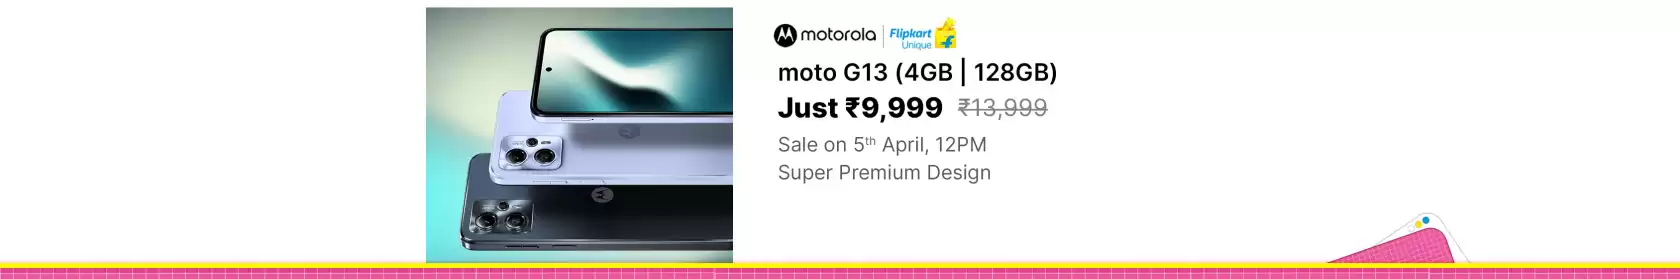 motorola | Flipkart
Unique
moto G13 (4GB | 128GB)
Just ₹9,999 ₹13,999
Sale on 5th April, 12PM
Super Premium Design